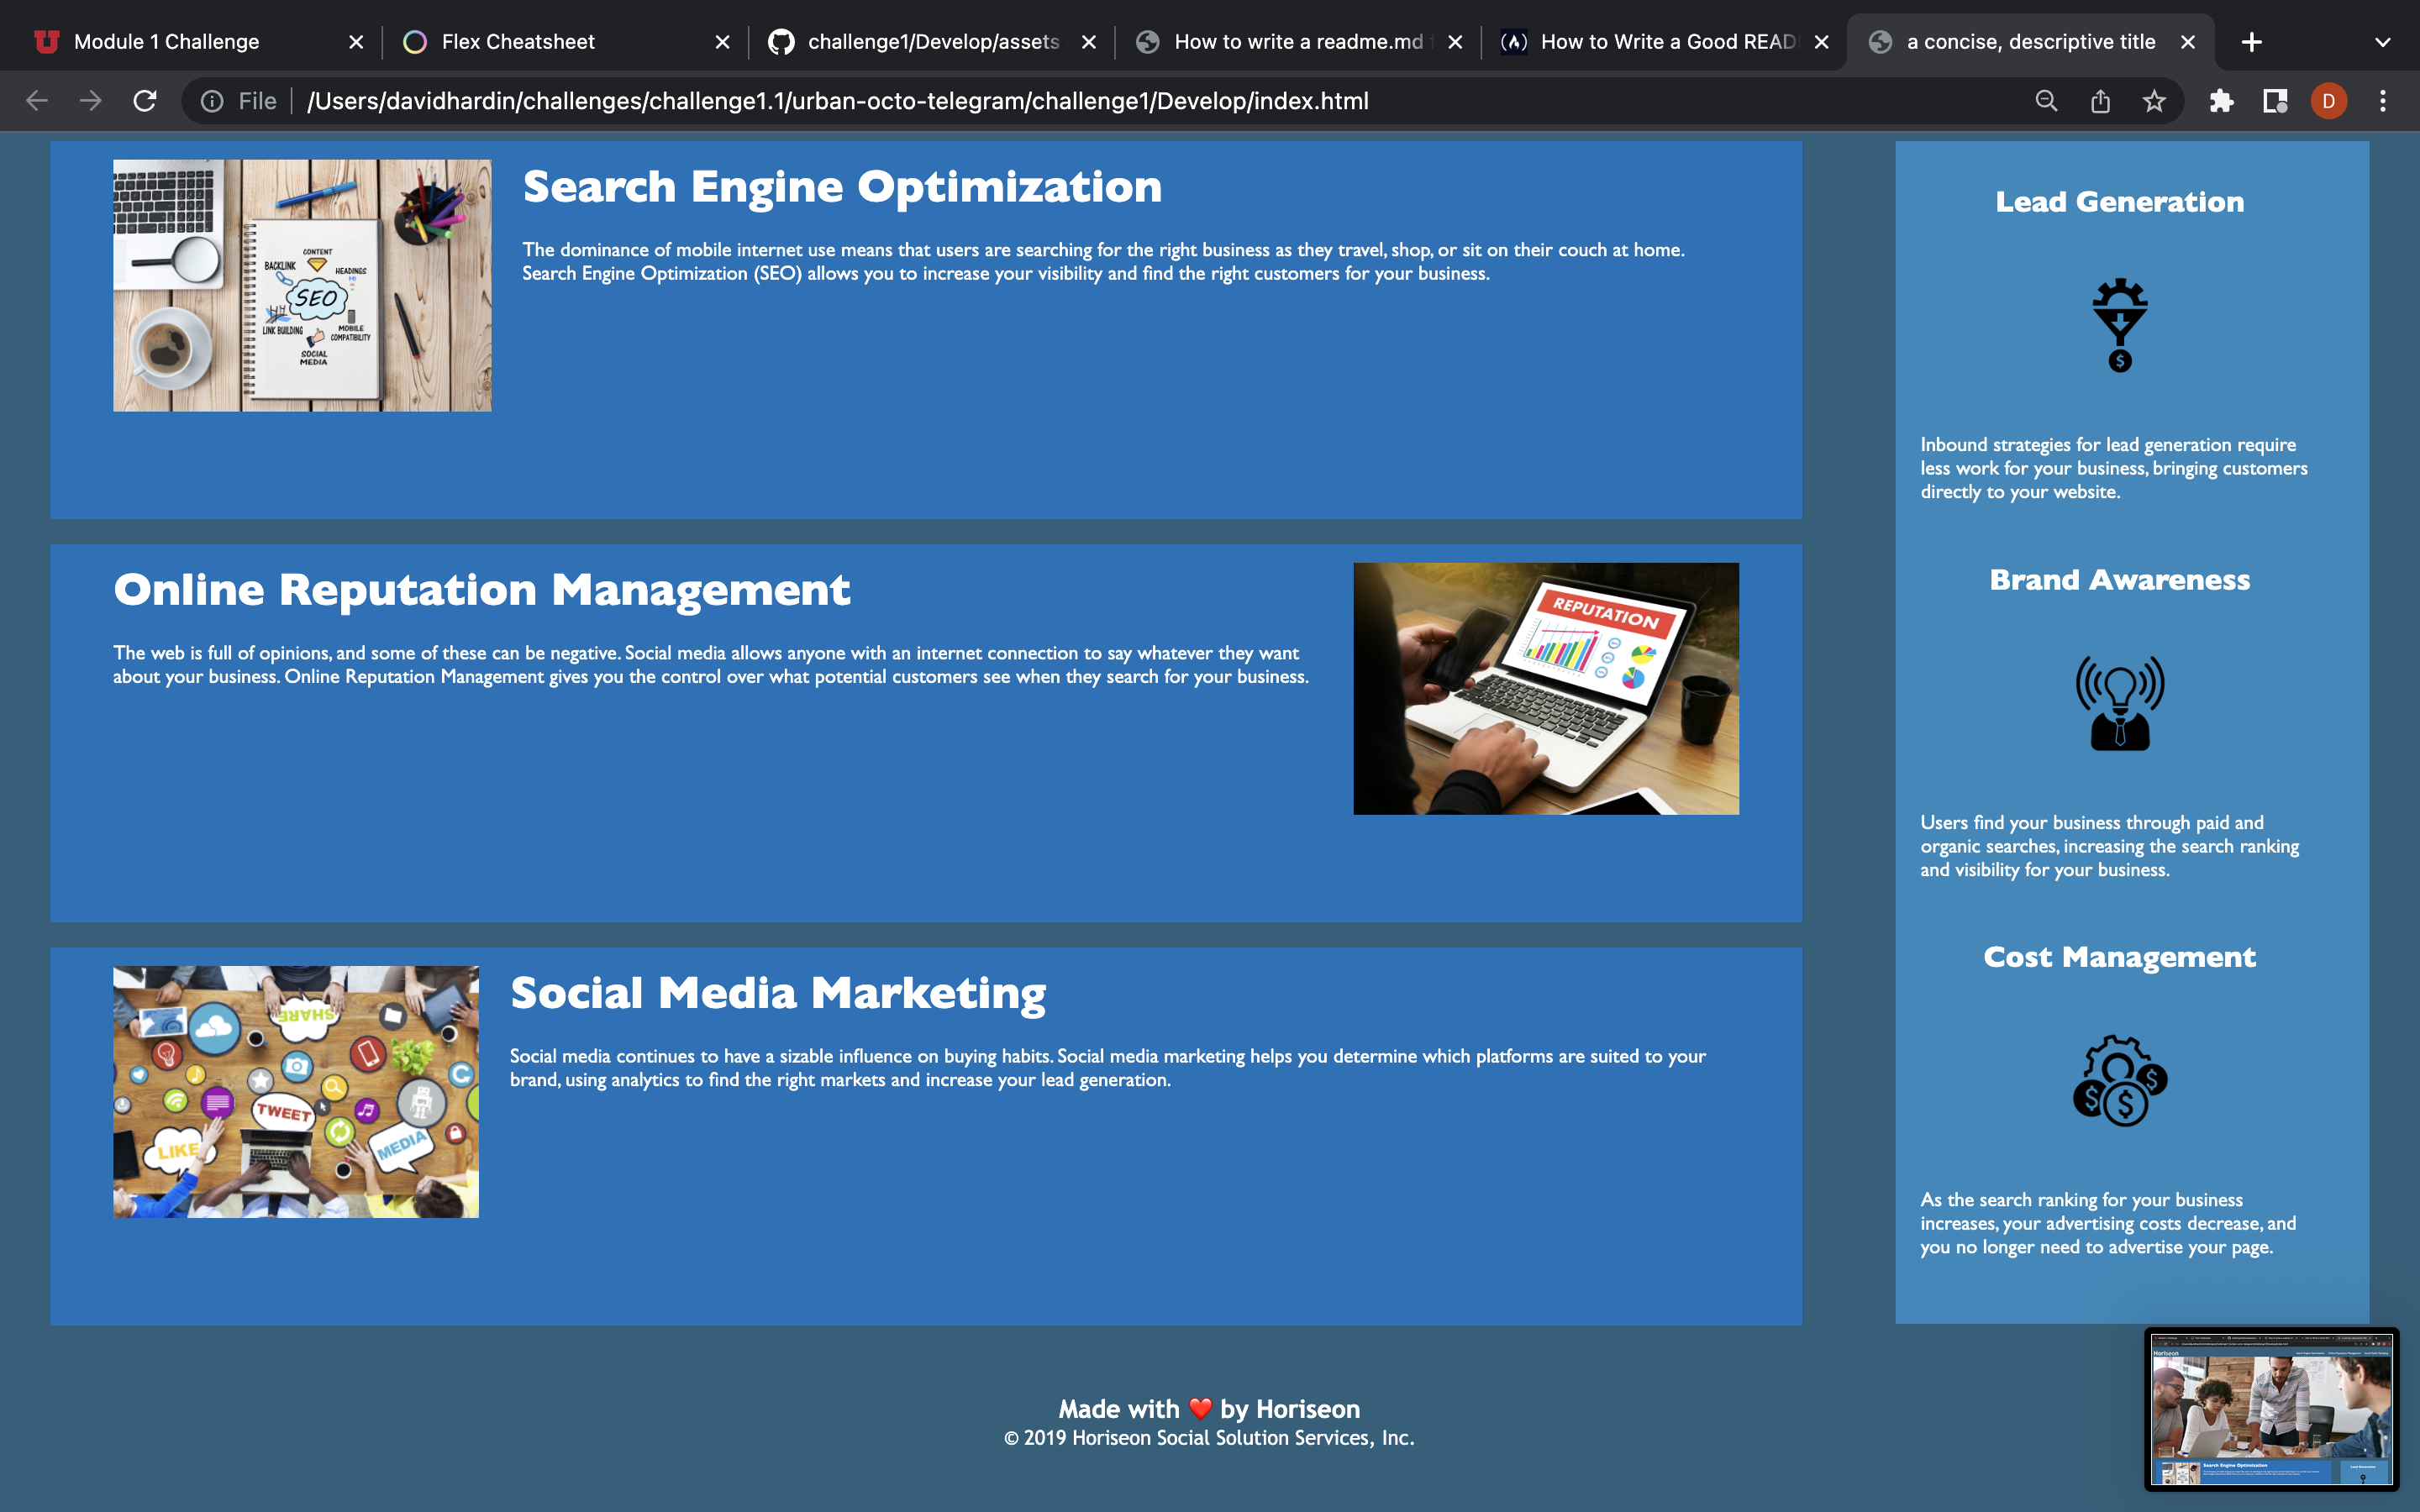 Module 1 Challenge
Flex Cheatsheet
challenge1/Develop/assets
How to write a readme.md
How to Write a Good READ
a concise, descriptive title
File
/Users/davidhardin/challenges/challenge1.1/urban-octo-telegram/challenge1/Develop/index.html
D
Search Engine Optimization
The dominance of mobile internet use means that users are searching for the right business as they travel, shop, or sit on their couch at home.
Search Engine Optimization (SEO) allows you to increase your visibility and find the right customers for your business.
CONTENT
BACKLINK
HEADINGS
SEO
LINK BUILDING
MOBILE
COMPATIBILITY
SOCIAL
MEDIA
Online Reputation Management
The web is full of opinions, and some of these can be negative. Social media allows anyone with an internet connection to say whatever they want
about your business. Online Reputation Management gives you the control over what potential customers see when they search for your business.
REPUTATION
Social Media Marketing
Social media continues to have a sizable influence on buying habits. Social media marketing helps you determine which platforms are suited to your
brand, using analytics to find the right markets and increase your lead generation.
SHARE
TWEET
LIKE
MEDIA
Lead Generation
$
Inbound strategies for lead generation require
less work for your business, bringing customers
directly to your website.
Brand Awareness
Users find your business through paid and
organic searches, increasing the search ranking
and visibility for your business.
Cost Management
$ $ $
As the search ranking for your business
increases, your advertising costs decrease, and
you no longer need to advertise your page.
Made with ❤️ by Horiseon
© 2019 Horiseon Social Solution Services, Inc.
Horiseon
Search Engine Optimization
Lead Generation